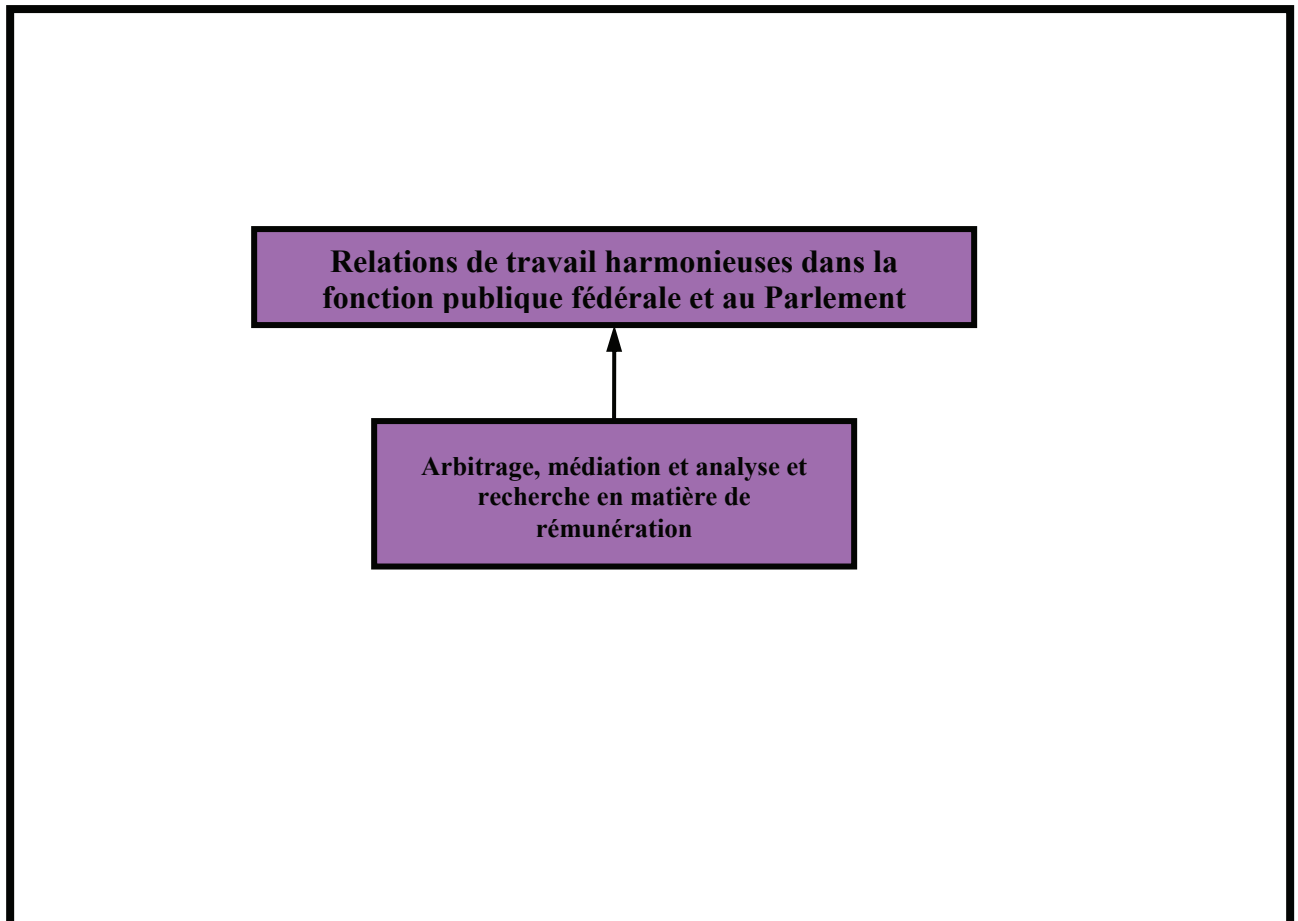 Relations de travail harmonieuses dans la
fonction publique fédérale et au Parlement
Arbitrage, médiation et analyse et
recherche en matière de
rémunération